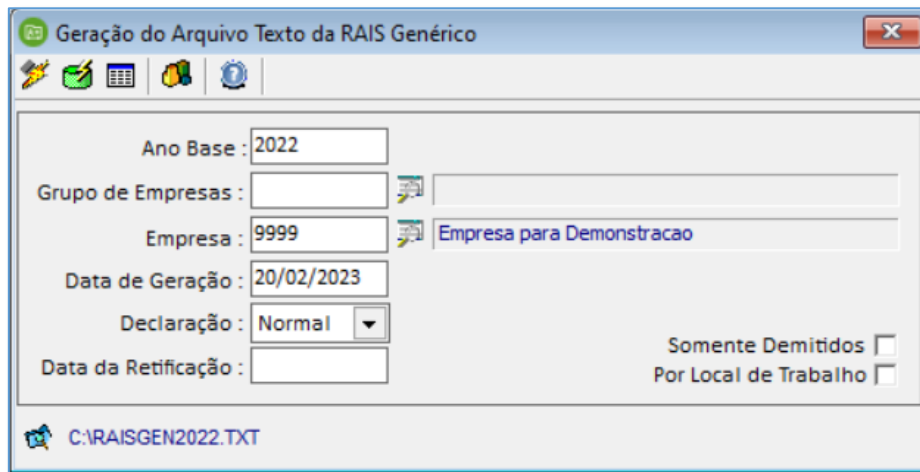 Geração do Arquivo Texto da RAIS Genérico
Ano Base : 2022
Grupo de Empresas :
Empresa : 9999 Empresa para Demonstracao
Data de Geração : 20/02/2023
Declaração : Normal
Somente Demitidos
Data da Retificação :
Por Local de Trabalho
C:\RAISGEN2022.TXT